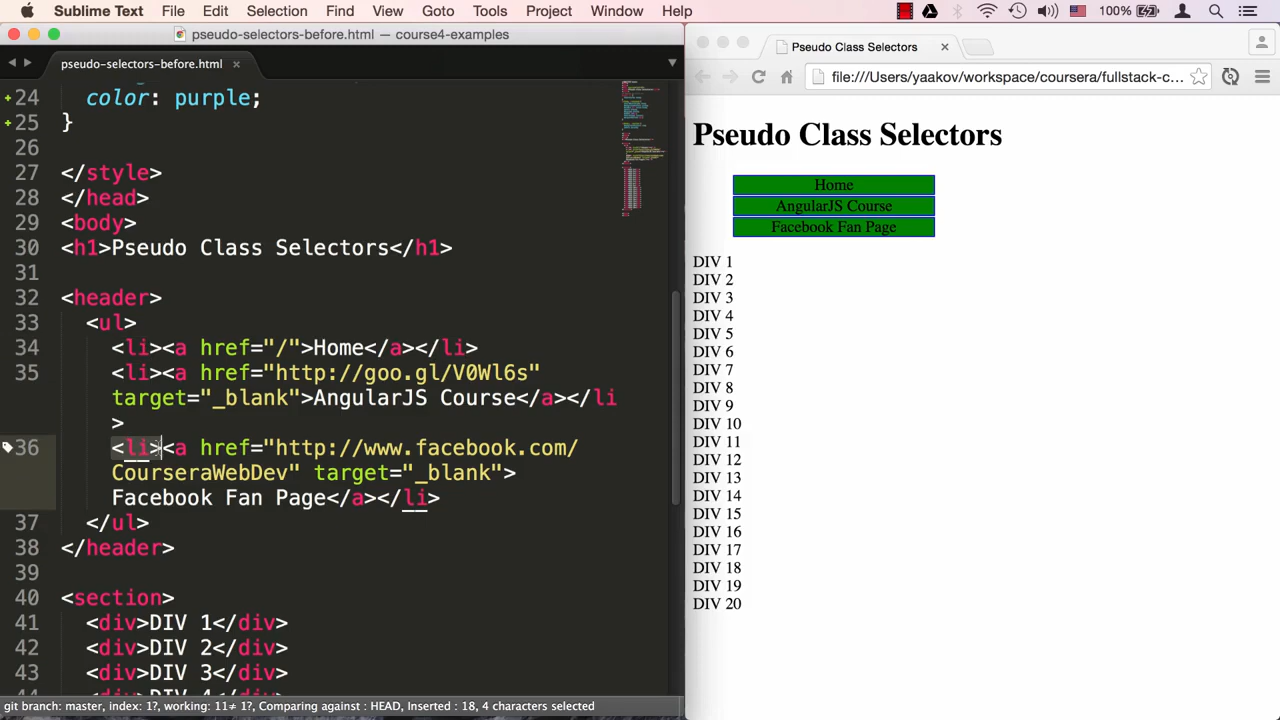 Sublime Text File Edit Selection Find View Goto Tools Project Window Help 100%
pseudo-selectors-before.html — course4-examples
pseudo-selectors-before.html ×
24 color: purple;
25 }
26
27 </style>
28 </head>
29 <body>
30 <h1>Pseudo Class Selectors</h1>
31
32 <header>
33 <ul>
34 <li><a href="/">Home</a></li>
35 <li><a href="http://goo.gl/V0Wl6s"
target="_blank">AngularJS Course</a></li
>
36 <li><a href="http://www.facebook.com/
CourseraWebDev" target="_blank">
Facebook Fan Page</a></li>
37 </ul>
38 </header>
39
40 <section>
41 <div>DIV 1</div>
42 <div>DIV 2</div>
43 <div>DIV 3</div>
44 <div>DIV 4</div>
git branch: master, index: 1?, working: 11≠ 1?, Comparing against : HEAD, Inserted : 18, 4 characters selected
Pseudo Class Selectors ×
file:///Users/yaakov/workspace/coursera/fullstack-c...
Pseudo Class Selectors
Home
AngularJS Course
Facebook Fan Page
DIV 1
DIV 2
DIV 3
DIV 4
DIV 5
DIV 6
DIV 7
DIV 8
DIV 9
DIV 10
DIV 11
DIV 12
DIV 13
DIV 14
DIV 15
DIV 16
DIV 17
DIV 18
DIV 19
DIV 20